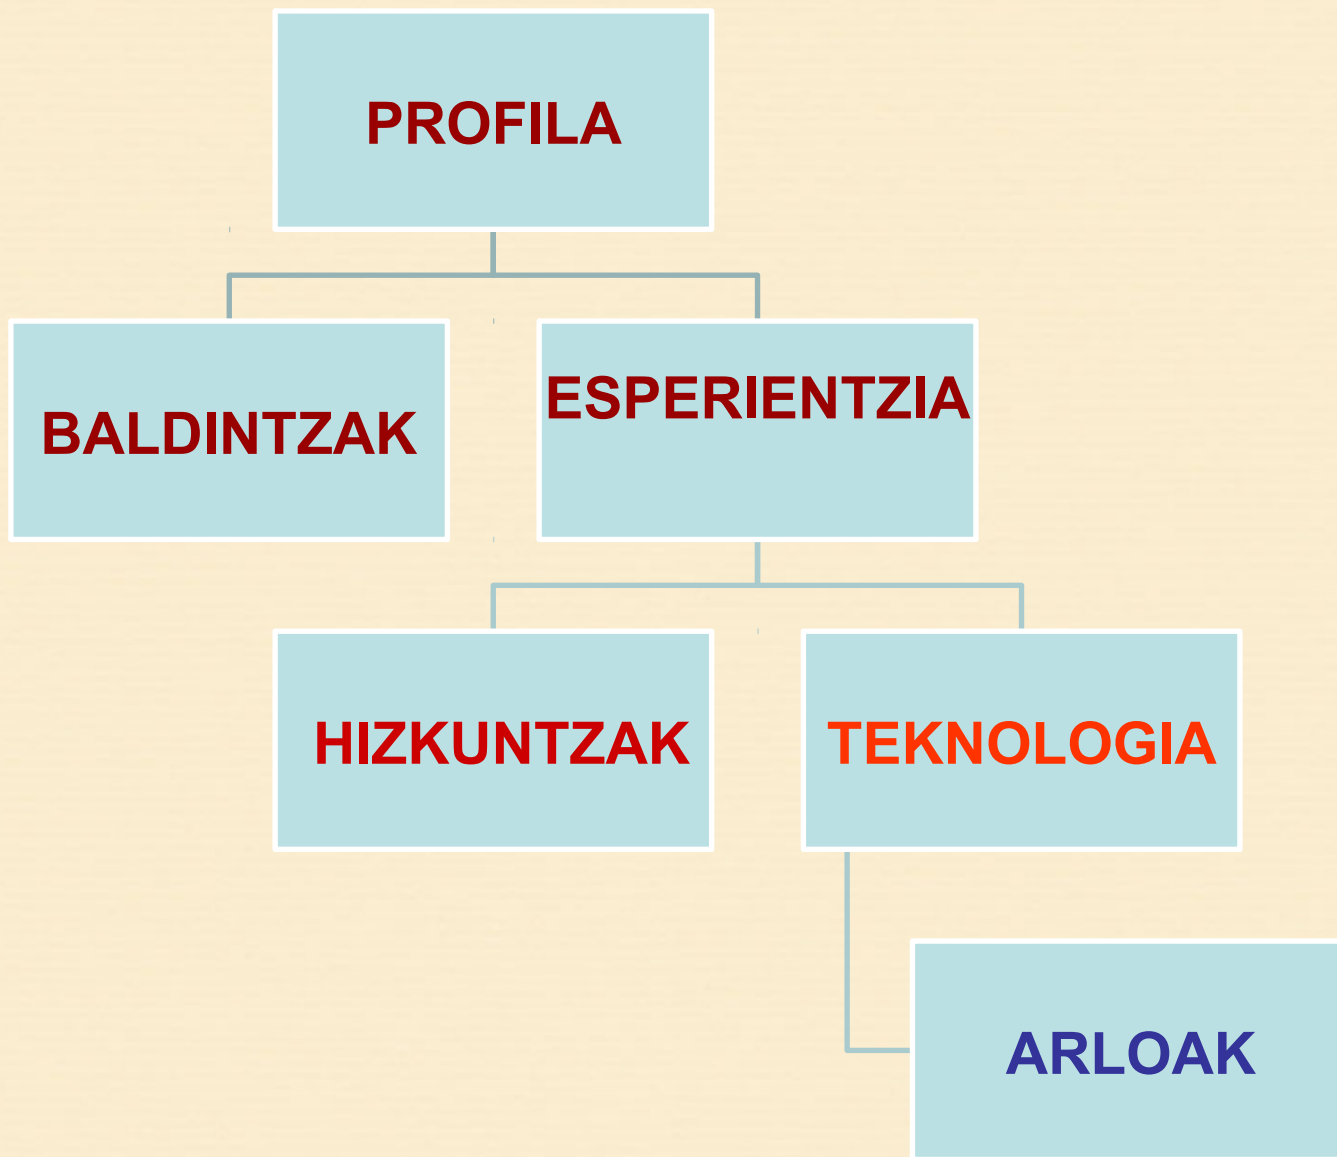 PROFILA
BALDINTZAK
ESPERIENTZIA
HIZKUNTZAK
TEKNOLOGIA
ARLOAK